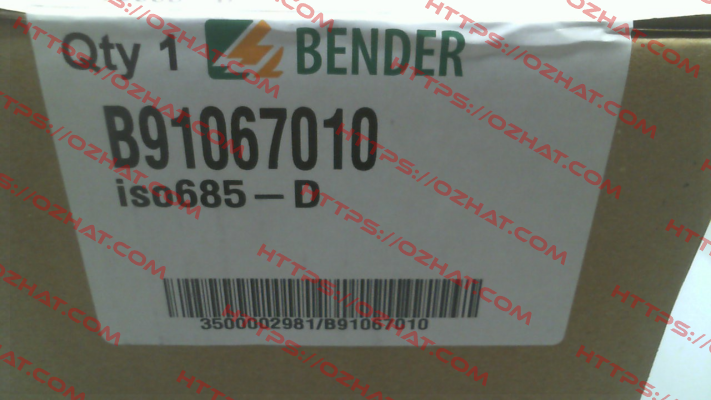 Qty 1 BENDER
B91067010
iso685-D
3500002981/B91067010
HTTPS://OZHAT.COM